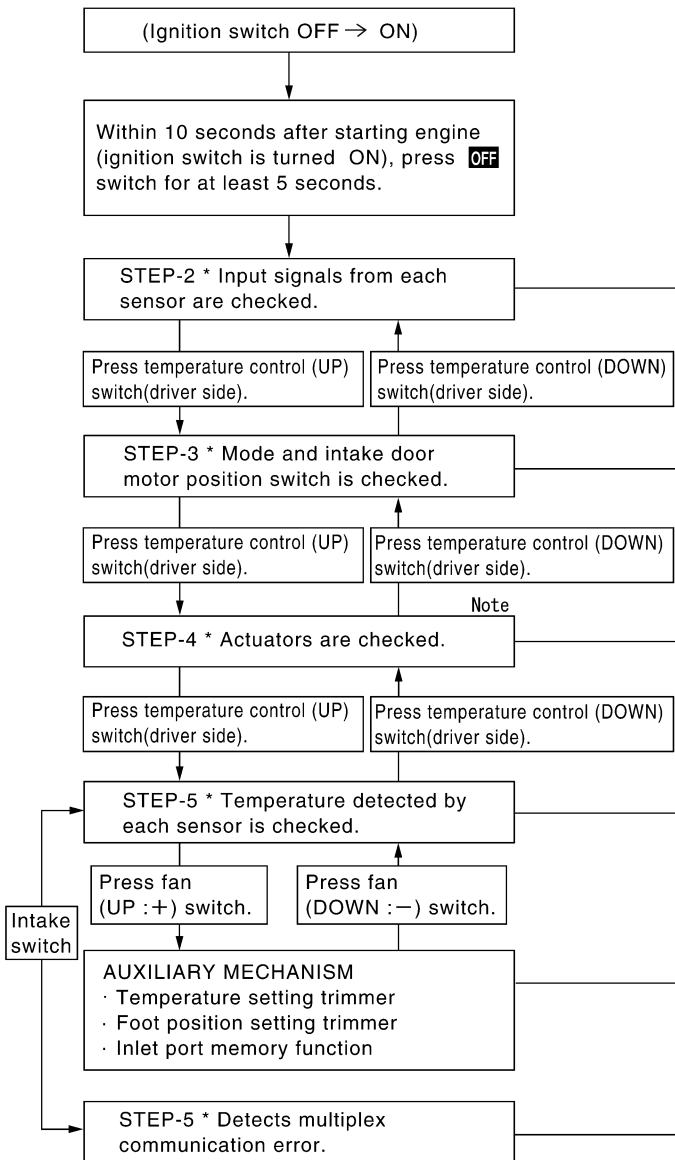 (Ignition switch OFF → ON)
Within 10 seconds after starting engine
(ignition switch is turned ON), press OFF
switch for at least 5 seconds.
STEP-2 * Input signals from each
sensor are checked.
Press temperature control (UP)
switch(driver side).
Press temperature control (DOWN)
switch(driver side).
STEP-3 * Mode and intake door
motor position switch is checked.
Press temperature control (UP)
switch(driver side).
Press temperature control (DOWN)
switch(driver side).
Note
STEP-4 * Actuators are checked.
Press temperature control (UP)
switch(driver side).
Press temperature control (DOWN)
switch(driver side).
STEP-5 * Temperature detected by
each sensor is checked.
Press fan
(UP :+) switch.
Press fan
(DOWN :−) switch.
Intake
switch
AUXILIARY MECHANISM
· Temperature setting trimmer
· Foot position setting trimmer
· Inlet port memory function
STEP-5 * Detects multiplex
communication error.